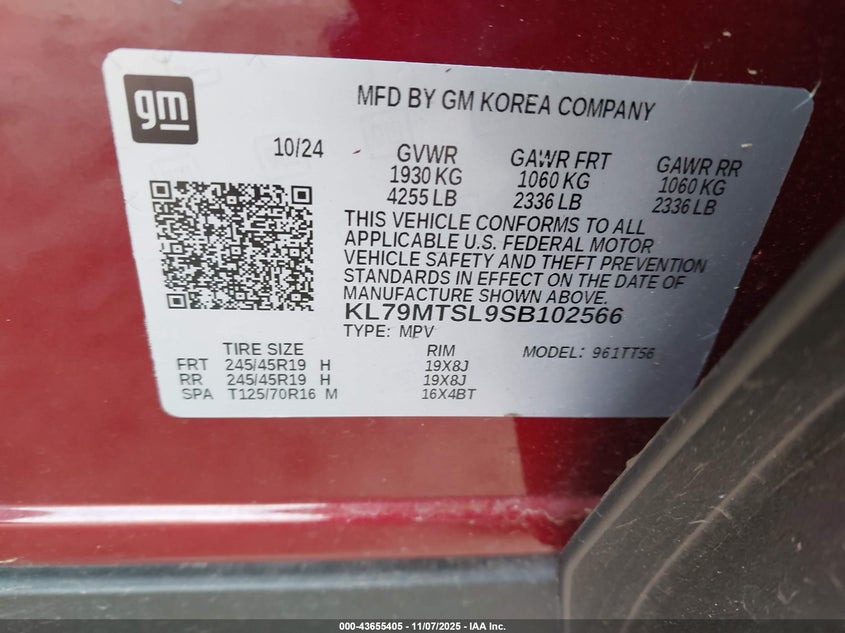 gm
MFD BY GM KOREA COMPANY
10/24
GVWR GAWR FRT GAWR RR
1930 KG 1060 KG 1060 KG
4255 LB 2336 LB 2336 LB
THIS VEHICLE CONFORMS TO ALL
APPLICABLE U.S. FEDERAL MOTOR
VEHICLE SAFETY AND THEFT PREVENTION
STANDARDS IN EFFECT ON THE DATE OF
MANUFACTURE SHOWN ABOVE.
KL79MTSL9SB102566
TYPE: MPV
TIRE SIZE RIM MODEL: 961TT56
FRT 245/45R19 H 19X8J
RR 245/45R19 H 19X8J
SPA T125/70R16 M 16X4BT
000-43655405 - 11/07/2025 - IAA Inc.